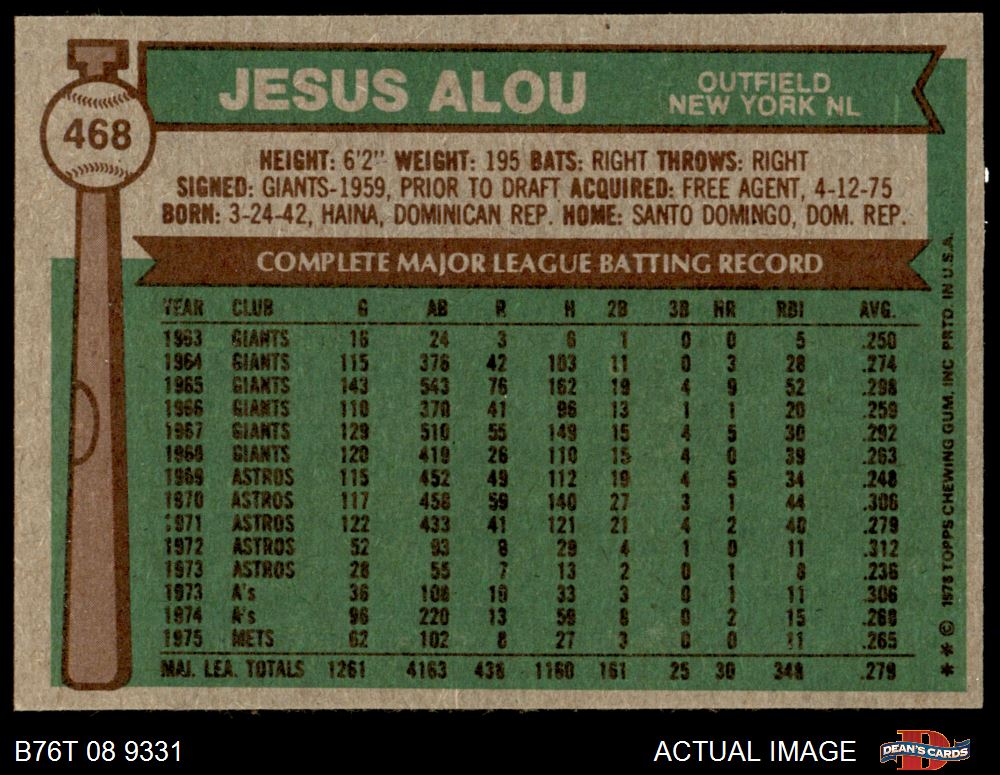 468
JESUS ALOU
OUTFIELD
NEW YORK NL
HEIGHT: 6'2" WEIGHT: 195 BATS: RIGHT THROWS: RIGHT
SIGNED: GIANTS-1959, PRIOR TO DRAFT ACQUIRED: FREE AGENT, 4-12-75
BORN: 3-24-42, HAINA, DOMINICAN REP. HOME: SANTO DOMINGO, DOM. REP.
COMPLETE MAJOR LEAGUE BATTING RECORD
YEAR CLUB G AB R H 2B 3B HR RBI AVG.
1963 GIANTS 16 24 3 6 1 0 0 5 .250
1964 GIANTS 115 376 42 103 11 0 3 28 .274
1965 GIANTS 143 543 76 162 19 4 9 52 .298
1966 GIANTS 110 370 41 96 13 1 1 20 .259
1967 GIANTS 129 510 55 149 15 4 5 30 .292
1968 GIANTS 120 419 26 110 15 4 0 39 .263
1969 ASTROS 115 452 49 112 19 4 5 34 .248
1970 ASTROS 117 458 59 140 27 3 1 44 .306
1971 ASTROS 122 433 41 121 21 4 2 40 .279
1972 ASTROS 52 93 8 29 4 1 0 11 .312
1973 ASTROS 28 55 7 13 2 0 1 8 .236
1973 A's 36 108 10 33 3 0 1 11 .306
1974 A's 96 220 13 59 8 0 2 15 .268
1975 METS 62 102 8 27 3 0 0 11 .265
MAJ. LEA. TOTALS 1261 4163 438 1160 161 25 30 348 .279
** © 1976 TOPPS CHEWING GUM, INC PRTD. IN U.S.A.
B76T 08 9331
ACTUAL IMAGE
D
DEAN'S CARDS